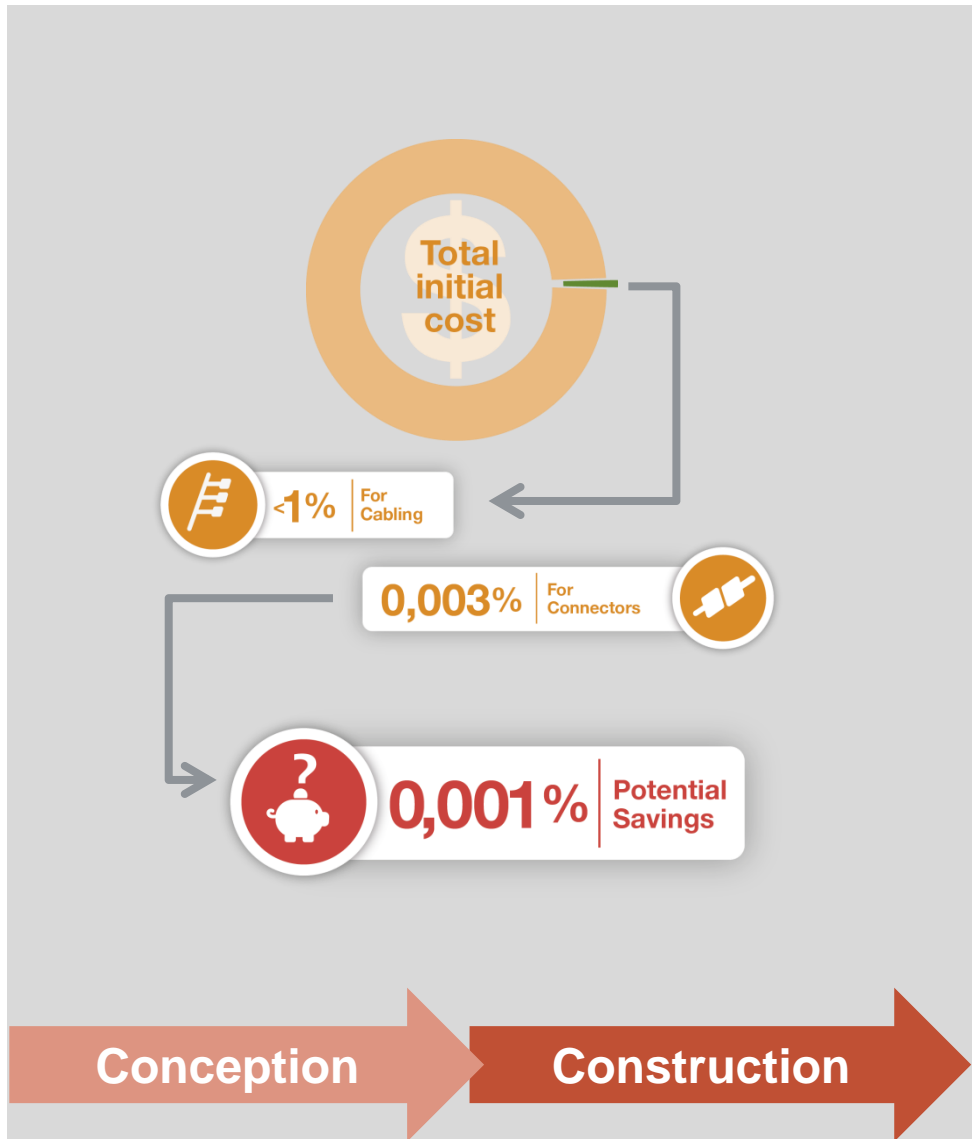 Total
initial
cost
<1%
For
Cabling
0,003%
For
Connectors
?
0,001%
Potential
Savings
Conception
Construction